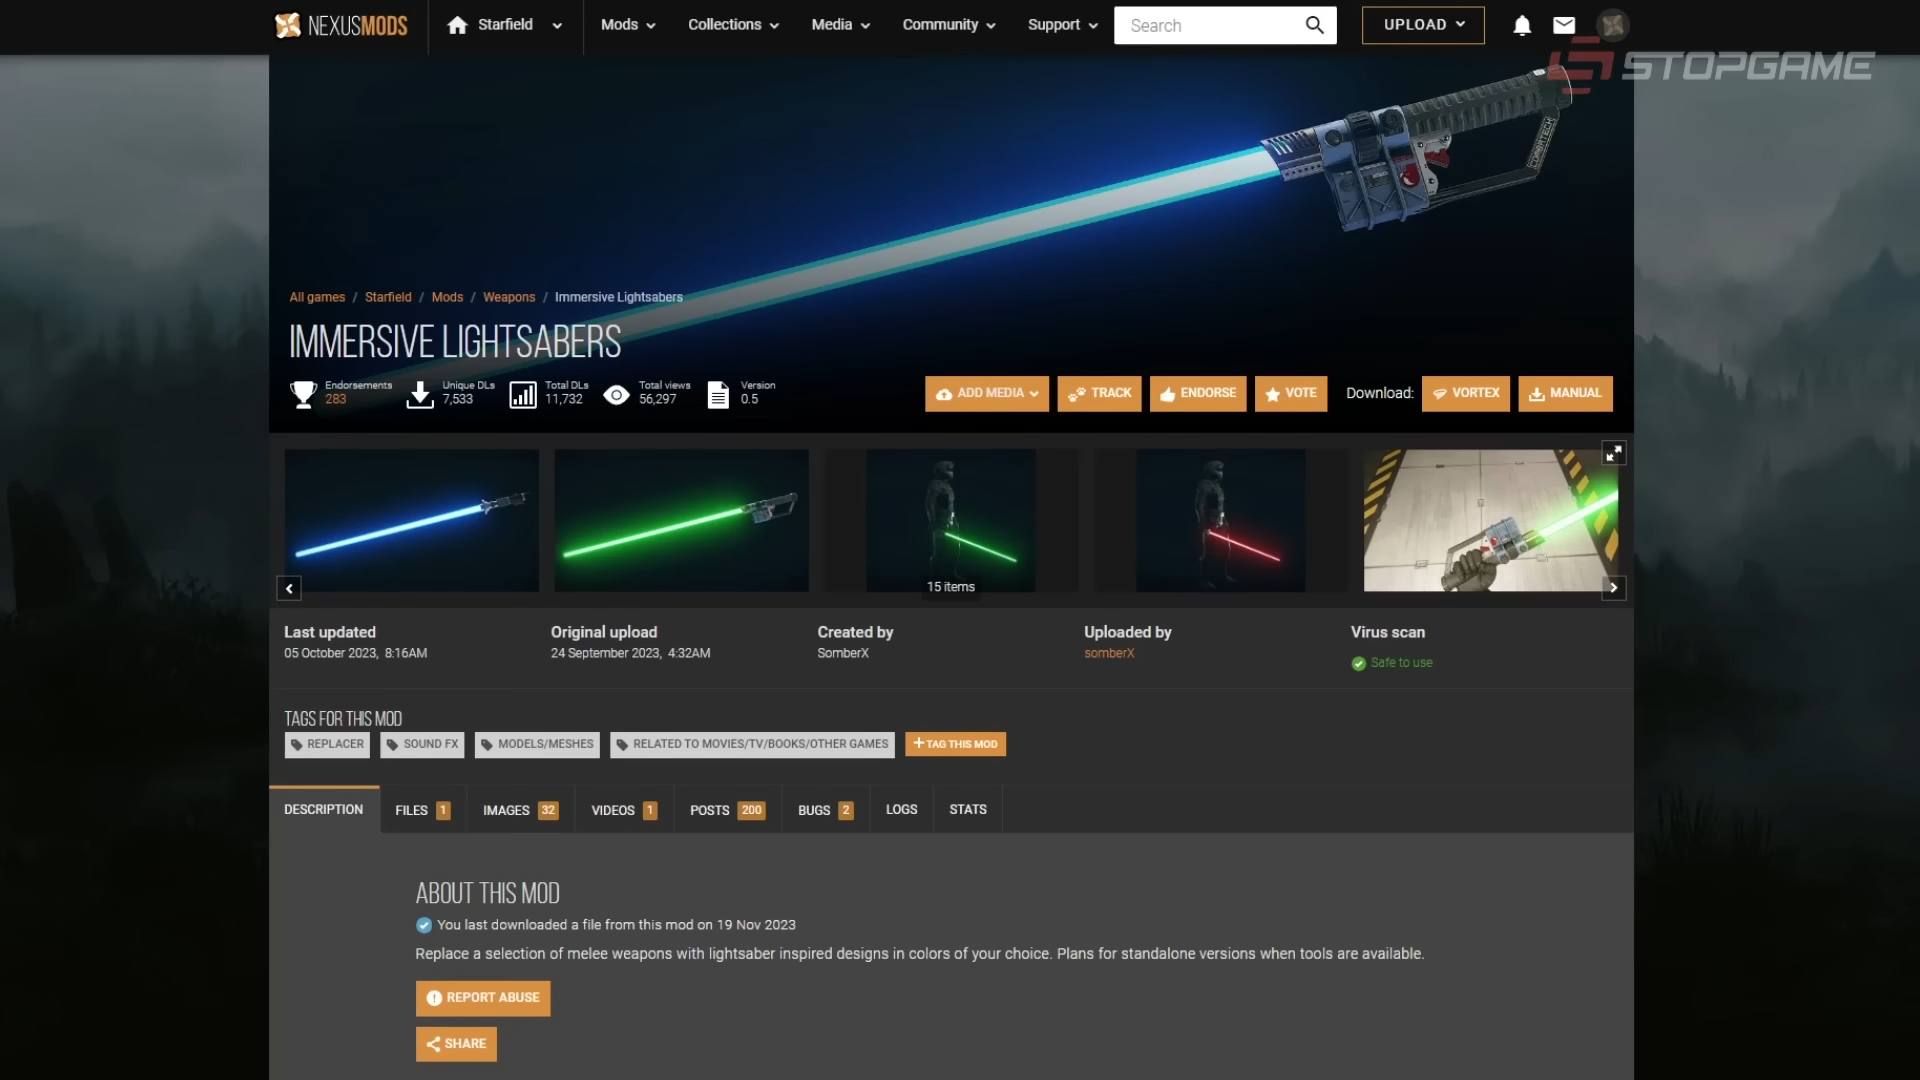 NEXUSMODS
Starfield
Mods
Collections
Media
Community
Support
Search
UPLOAD
STOPGAME
COMBATECH
All games / Starfield / Mods / Weapons / Immersive Lightsabers
IMMERSIVE LIGHTSABERS
Endorsements
283
Unique DLs
7,533
Total DLs
11,732
Total views
56,297
Version
0.5
ADD MEDIA
TRACK
ENDORSE
VOTE
Download:
VORTEX
MANUAL
15 items
Last updated
05 October 2023, 8:16AM
Original upload
24 September 2023, 4:32AM
Created by
SomberX
Uploaded by
somberX
Virus scan
Safe to use
TAGS FOR THIS MOD
REPLACER
SOUND FX
MODELS/MESHES
RELATED TO MOVIES/TV/BOOKS/OTHER GAMES
+ TAG THIS MOD
DESCRIPTION
FILES 1
IMAGES 32
VIDEOS 1
POSTS 200
BUGS 2
LOGS
STATS
ABOUT THIS MOD
You last downloaded a file from this mod on 19 Nov 2023
Replace a selection of melee weapons with lightsaber inspired designs in colors of your choice. Plans for standalone versions when tools are available.
REPORT ABUSE
SHARE